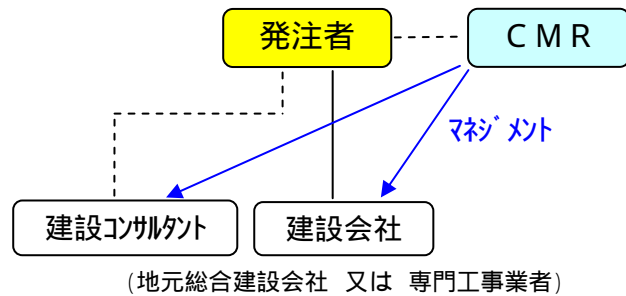 発注者
ＣＭＲ
マネジメント
建設コンサルタント
建設会社
(地元総合建設会社 又は 専門工事業者)